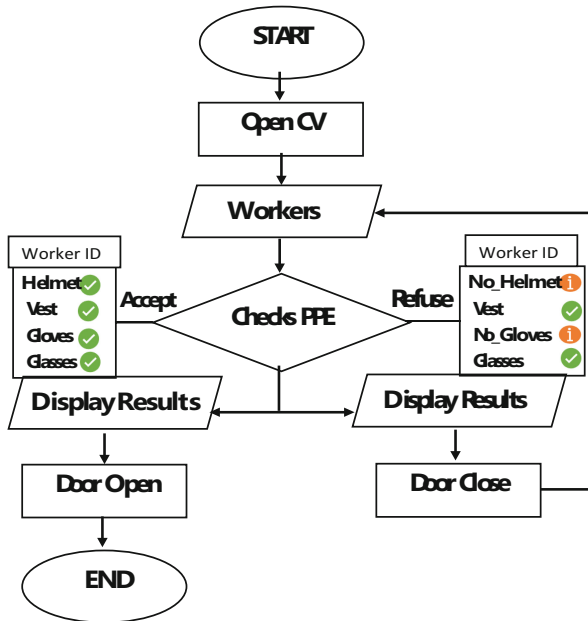 START
Open CV
Workers
Worker ID
Helmet
Vest
Gloves
Glasses
Accept
Checks PPE
Refuse
Worker ID
No_Helmet
Vest
No_Gloves
Glasses
Display Results
Display Results
Door Open
Door Close
END